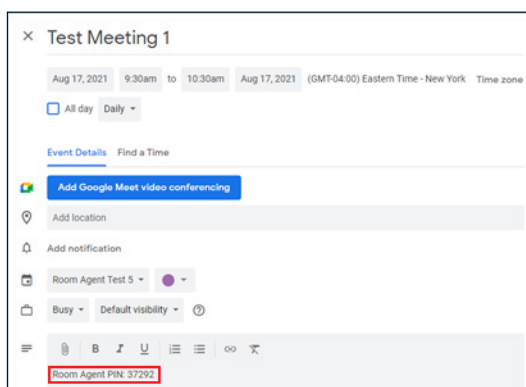 Test Meeting 1
Aug 17, 2021 9:30am to 10:30am Aug 17, 2021 (GMT-04:00) Eastern Time - New York Time zone
All day Daily
Event Details Find a Time
Add Google Meet video conferencing
Add location
Add notification
Room Agent Test 5
Busy Default visibility
B I U
Room Agent PIN: 37292